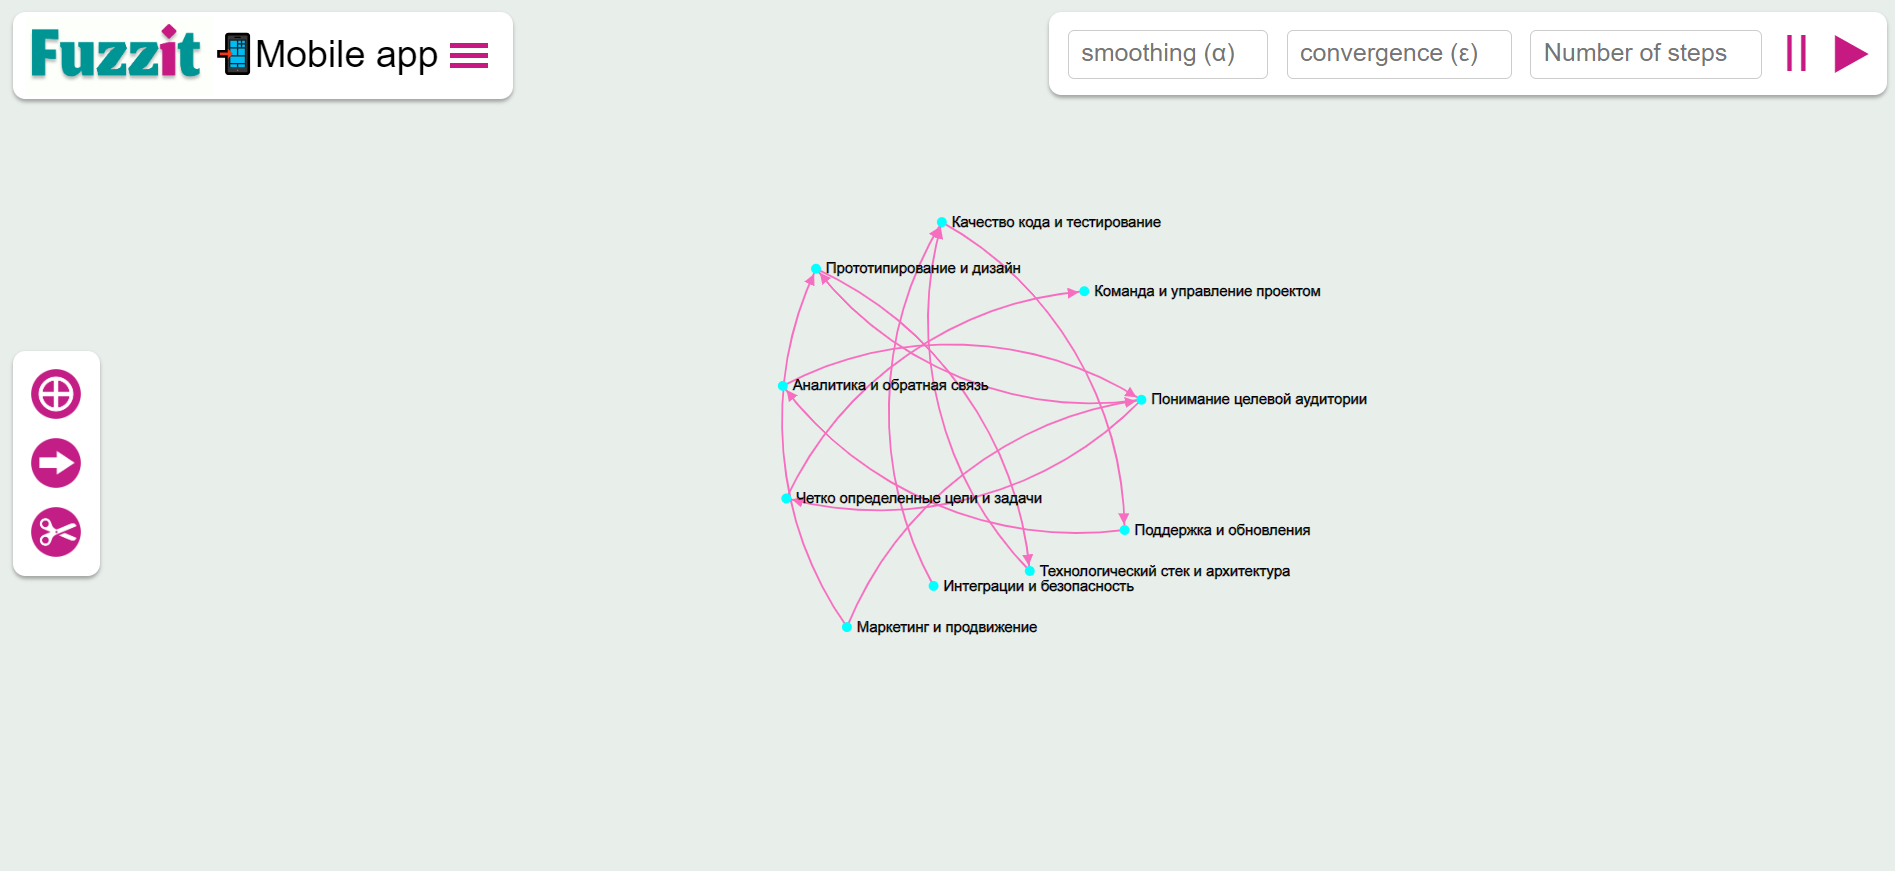 Fuzzit
Mobile app
smoothing (α)
convergence (ε)
Number of steps
Качество кода и тестирование
Прототипирование и дизайн
Команда и управление проектом
Аналитика и обратная связь
Понимание целевой аудитории
Четко определенные цели и задачи
Поддержка и обновления
Технологический стек и архитектура
Интеграции и безопасность
Маркетинг и продвижение